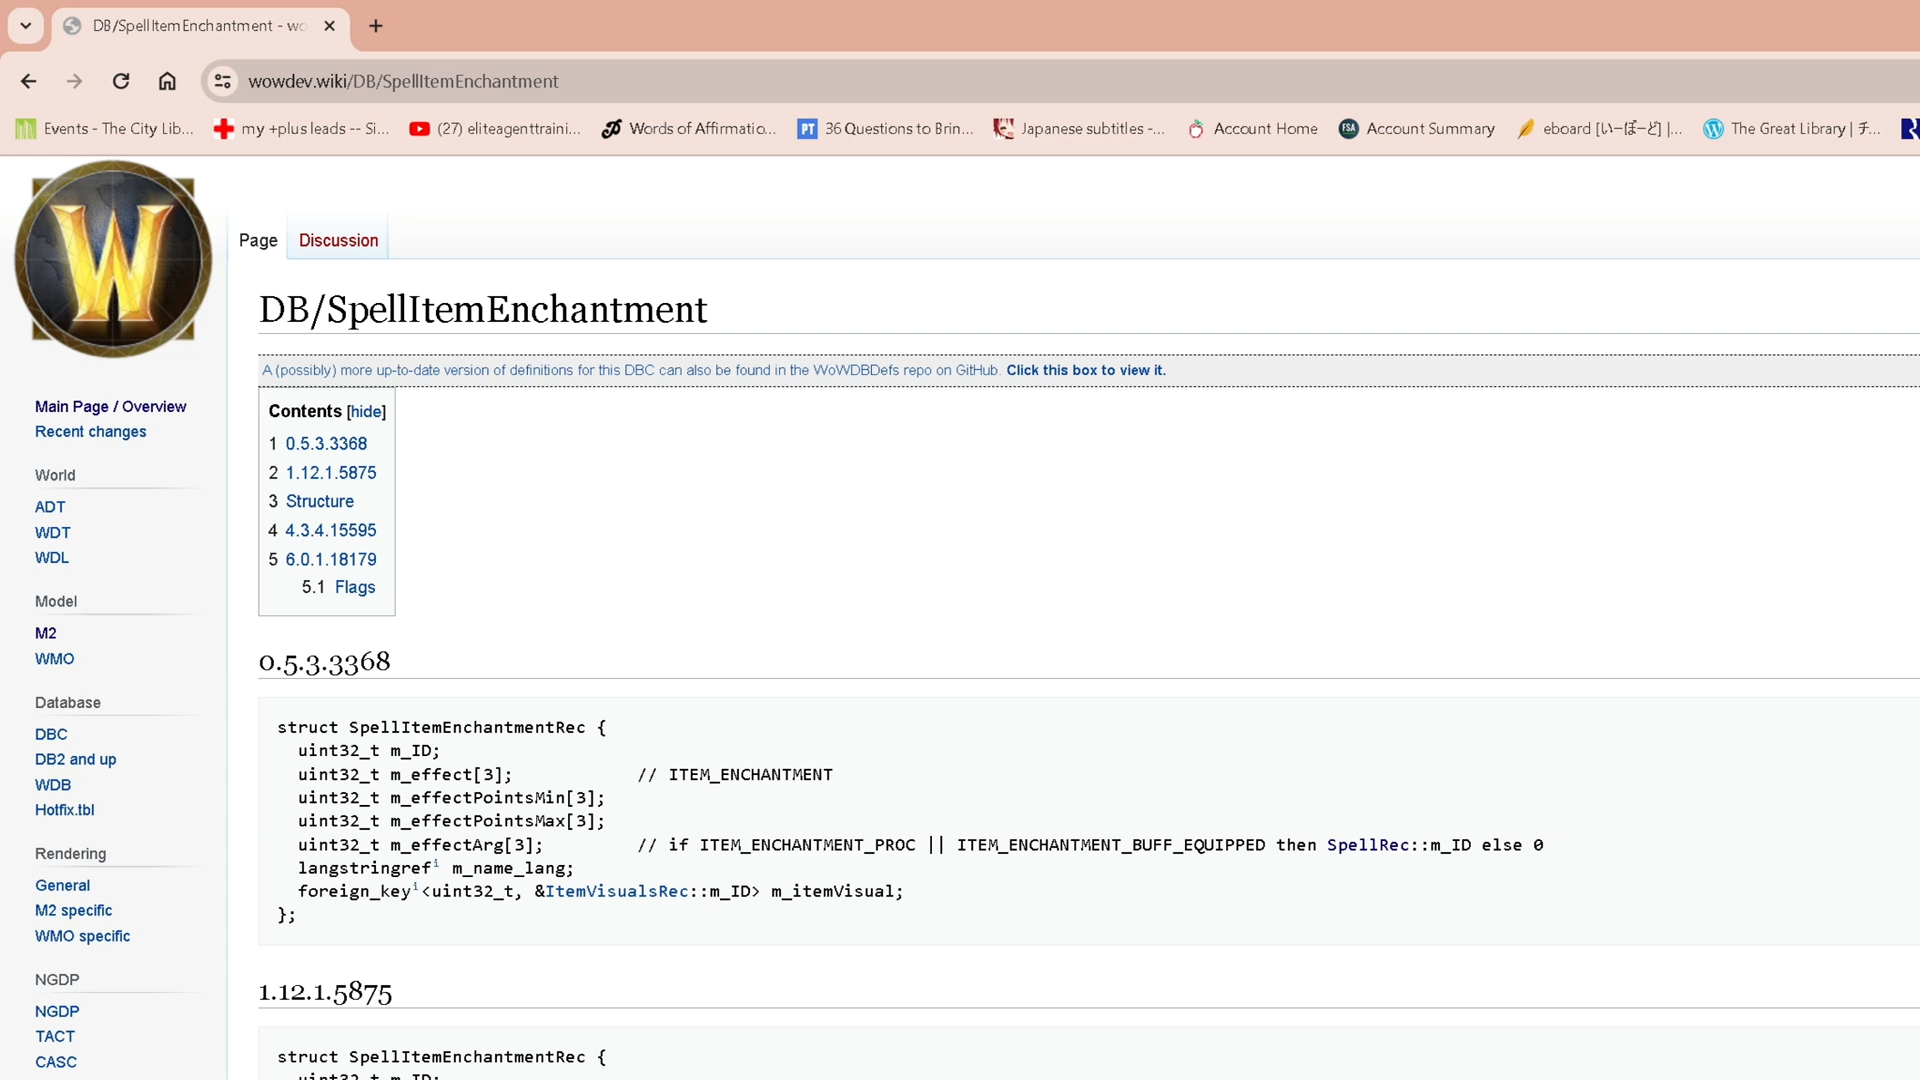 DB/SpellItemEnchantment - wo
wowdev.wiki/DB/SpellItemEnchantment
Events - The City Lib...
my +plus leads -- Si...
(27) eliteagenttraini...
Words of Affirmatio...
PT
36 Questions to Brin...
Japanese subtitles -...
Account Home
FSA
Account Summary
eboard [いーぼーど] |...
The Great Library | チ...
W
Page
Discussion
DB/SpellItemEnchantment
A (possibly) more up-to-date version of definitions for this DBC can also be found in the WoWDBDefs repo on GitHub. Click this box to view it.
Contents [hide]
1 0.5.3.3368
2 1.12.1.5875
3 Structure
4 4.3.4.15595
5 6.0.1.18179
5.1 Flags
Main Page / Overview
Recent changes
World
ADT
WDT
WDL
Model
M2
WMO
Database
DBC
DB2 and up
WDB
Hotfix.tbl
Rendering
General
M2 specific
WMO specific
NGDP
NGDP
TACT
CASC
0.5.3.3368
struct SpellItemEnchantmentRec {
uint32_t m_ID;
uint32_t m_effect[3]; // ITEM_ENCHANTMENT
uint32_t m_effectPointsMin[3];
uint32_t m_effectPointsMax[3];
uint32_t m_effectArg[3]; // if ITEM_ENCHANTMENT_PROC || ITEM_ENCHANTMENT_BUFF_EQUIPPED then SpellRec::m_ID else 0
langstringrefⁱ m_name_lang;
foreign_keyⁱ<uint32_t, &ItemVisualsRec::m_ID> m_itemVisual;
};
1.12.1.5875
struct SpellItemEnchantmentRec {
uint32_t m_ID;